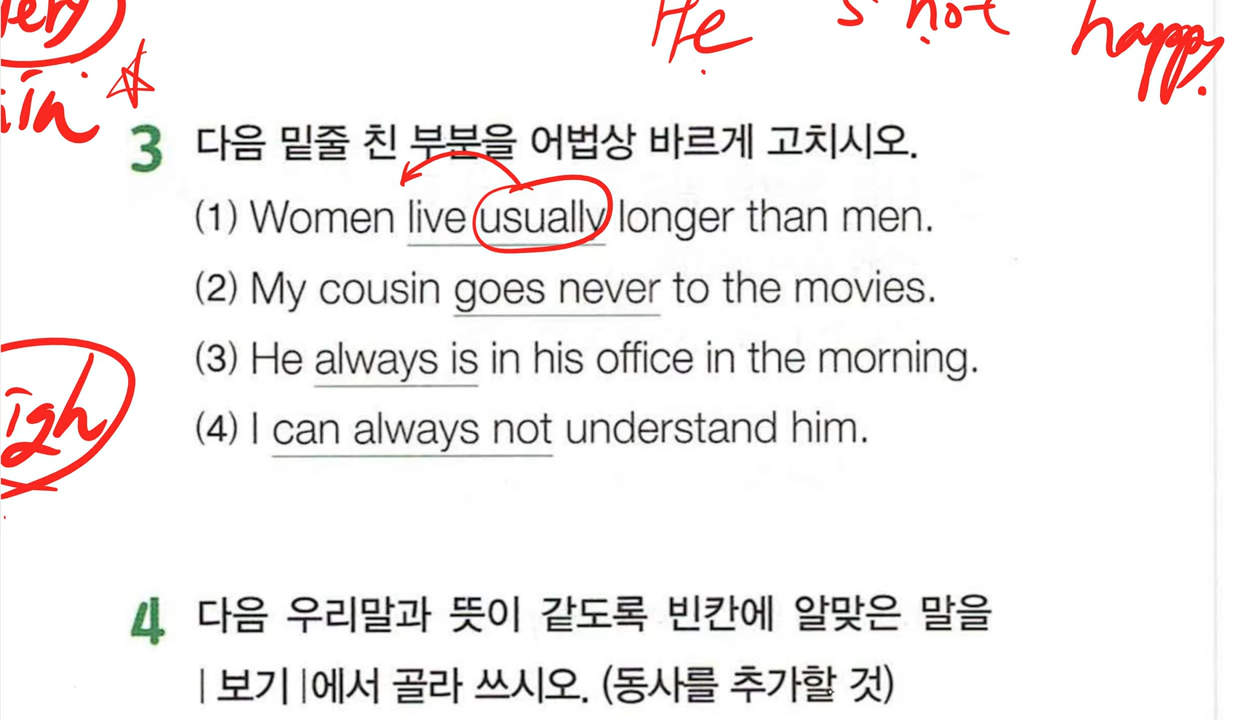 He s not happy.
3 다음 밑줄 친 부분을 어법상 바르게 고치시오.
(1) Women live usually longer than men.
(2) My cousin goes never to the movies.
(3) He always is in his office in the morning.
(4) I can always not understand him.
4 다음 우리말과 뜻이 같도록 빈칸에 알맞은 말을
| 보기 |에서 골라 쓰시오. (동사를 추가할 것)